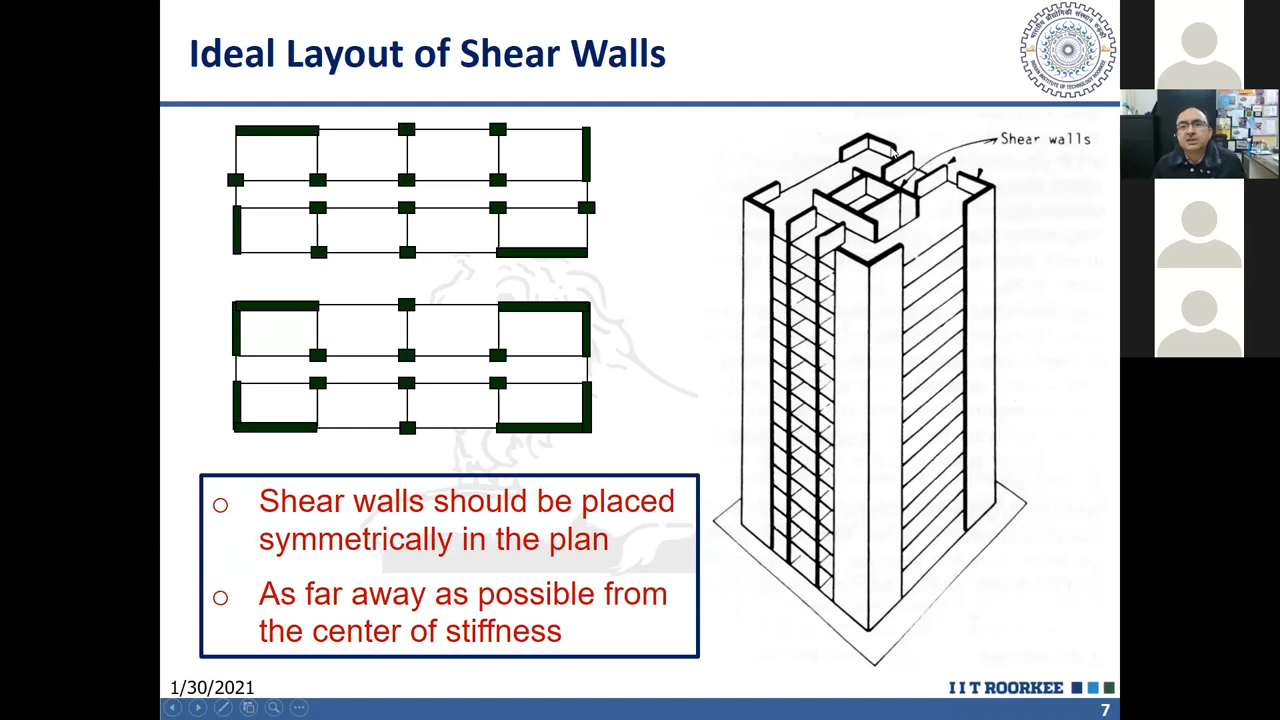 Ideal Layout of Shear Walls
Shear walls
○ Shear walls should be placed
symmetrically in the plan
○ As far away as possible from
the center of stiffness
1/30/2021
I I T ROORKEE
7